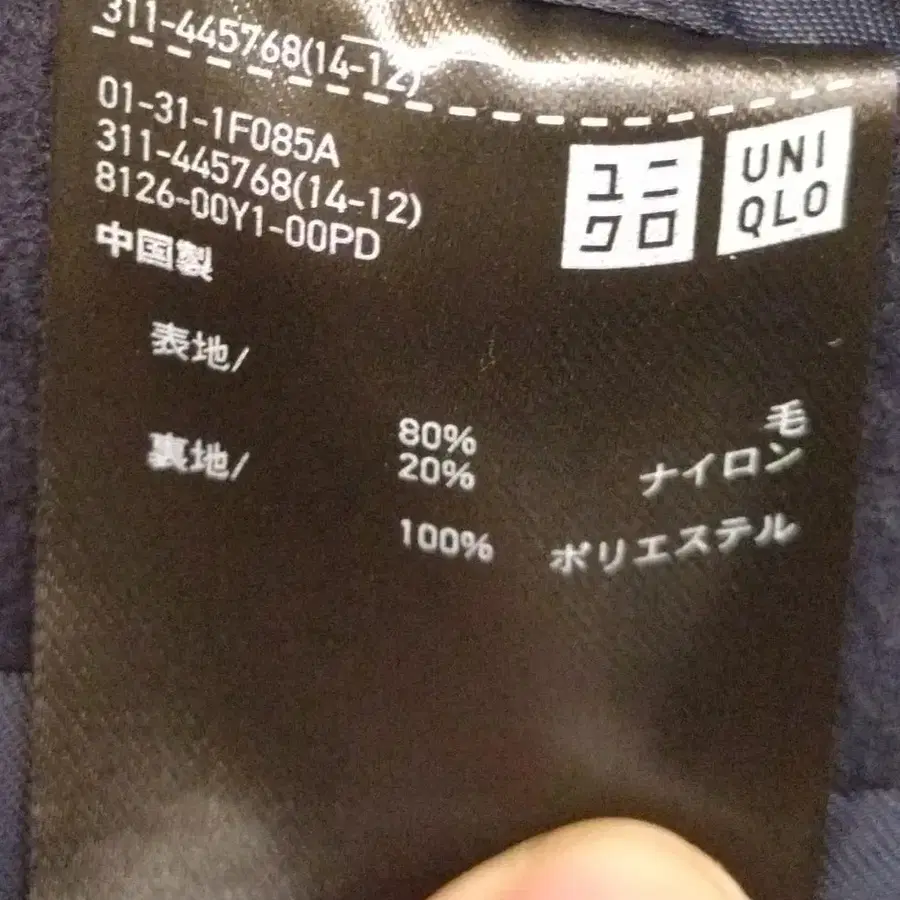 311-445768(14-12)
01-31-1F085A
311-445768(14-12)
8126-00Y1-00PD
中国製
ユニ
クロ
UNI
QLO
表地/
80% 毛
20% ナイロン
裏地/
100% ポリエステル